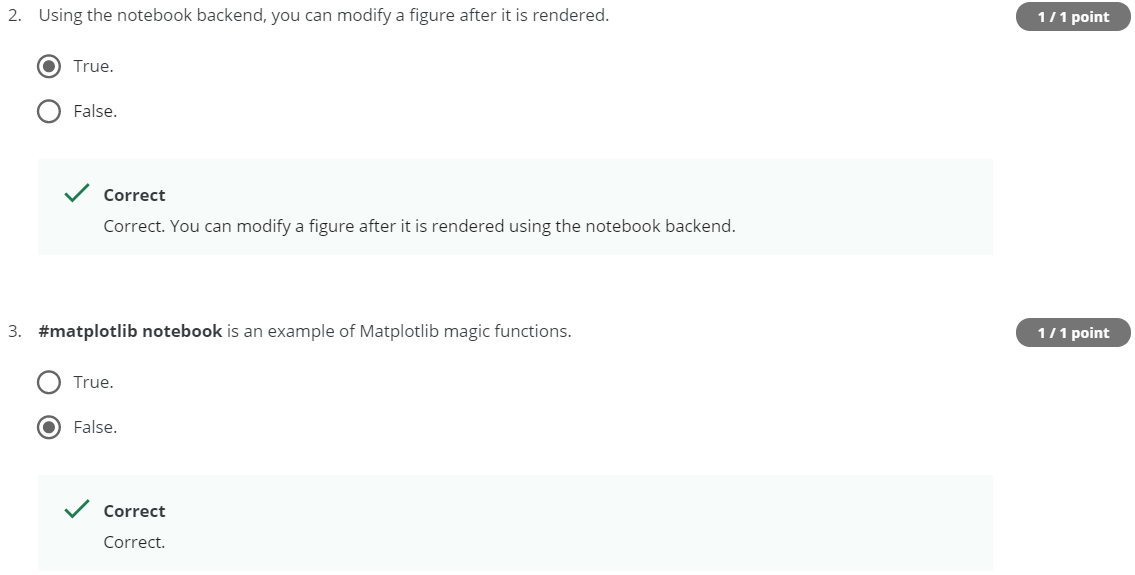 2. Using the notebook backend, you can modify a figure after it is rendered.
1 / 1 point
True.
False.
Correct
Correct. You can modify a figure after it is rendered using the notebook backend.
3. #matplotlib notebook is an example of Matplotlib magic functions.
1 / 1 point
True.
False.
Correct
Correct.